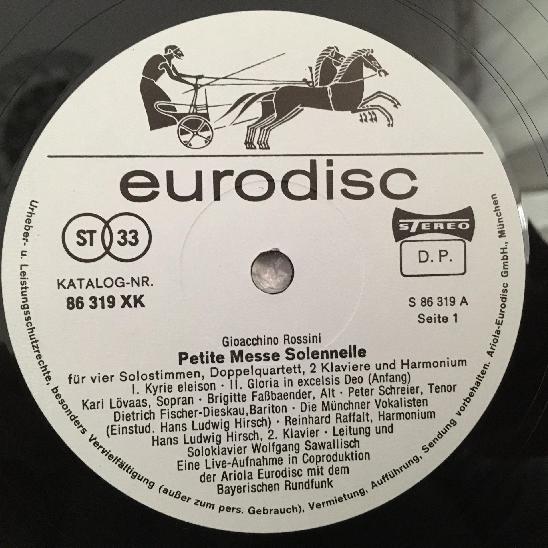 eurodisc
ST 33
STEREO
D. P.
KATALOG-NR.
86 319 XK
S 86 319 A
Seite 1
Gioacchino Rossini
Petite Messe Solennelle
für vier Solostimmen, Doppelquartett, 2 Klaviere und Harmonium
I. Kyrie eleison · II. Gloria in excelsis Deo (Anfang)
Kari Lövaas, Sopran · Brigitte Faßbaender, Alt · Peter Schreier, Tenor
Dietrich Fischer-Dieskau, Bariton · Die Münchner Vokalisten
(Einstud. Hans Ludwig Hirsch) · Reinhard Raffalt, Harmonium
Hans Ludwig Hirsch, 2. Klavier · Leitung und
Soloklavier Wolfgang Sawallisch
Eine Live-Aufnahme in Coproduktion
der Ariola Eurodisc mit dem
Bayerischen Rundfunk
Urheber- u. Leistungsschutzrechte, besonders Vervielfältigung (außer zum pers. Gebrauch), Vermietung, Aufführung, Sendung vorbehalten. Ariola-Eurodisc GmbH., München